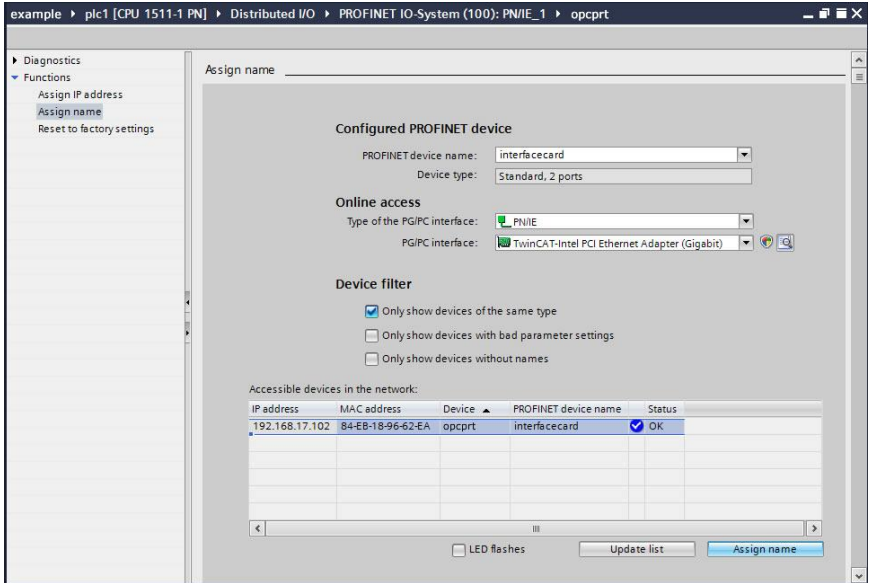 example ▸ plc1 [CPU 1511-1 PN] ▸ Distributed I/O ▸ PROFINET IO-System (100): PN/IE_1 ▸ opcprt
Diagnostics
Functions
Assign IP address
Assign name
Reset to factory settings
Assign name
Configured PROFINET device
PROFINET device name: interfacecard
Device type: Standard, 2 ports
Online access
Type of the PG/PC interface: PN/IE
PG/PC interface: TwinCAT-Intel PCI Ethernet Adapter (Gigabit)
Device filter
Only show devices of the same type
Only show devices with bad parameter settings
Only show devices without names
Accessible devices in the network:
IP address MAC address Device PROFINET device name Status
192.168.17.102 84-EB-18-96-62-EA opcprt interfacecard OK
LED flashes Update list Assign name